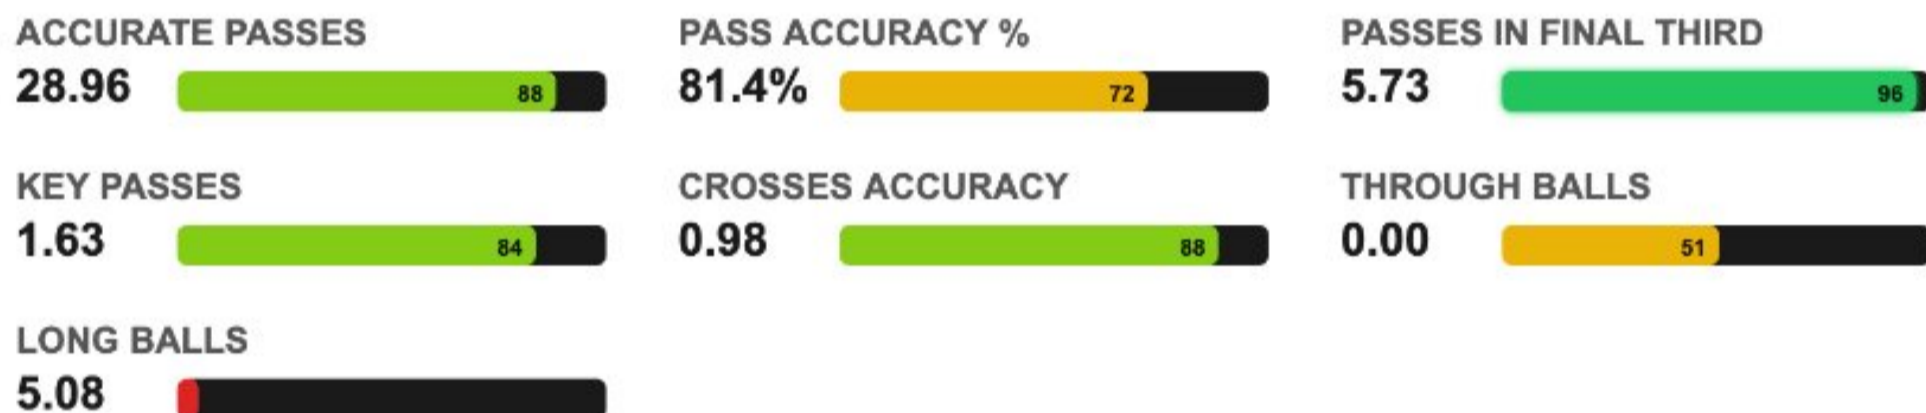 ACCURATE PASSES
28.96 88
PASS ACCURACY %
81.4% 72
PASSES IN FINAL THIRD
5.73 96
KEY PASSES
1.63 84
CROSSES ACCURACY
0.98 88
THROUGH BALLS
0.00 51
LONG BALLS
5.08